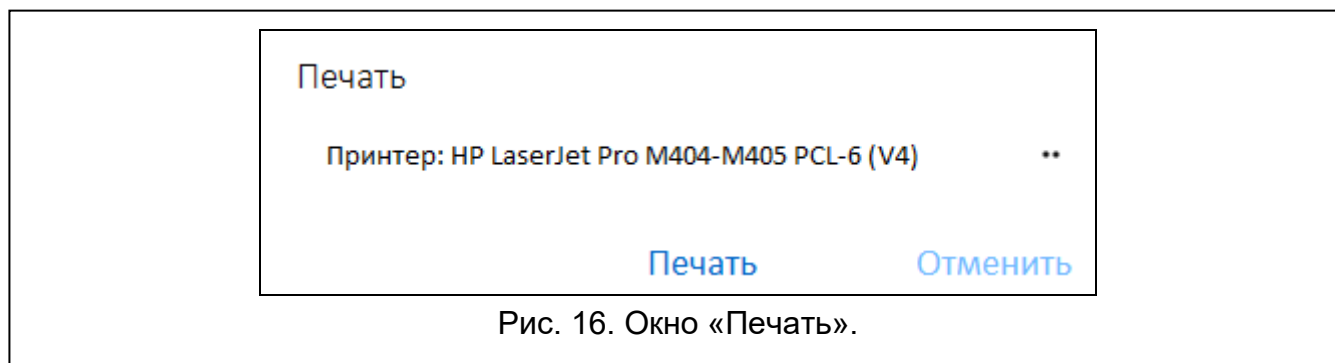 Печать
Принтер: HP LaserJet Pro M404-M405 PCL-6 (V4) ••
Печать Отменить
Рис. 16. Окно «Печать».